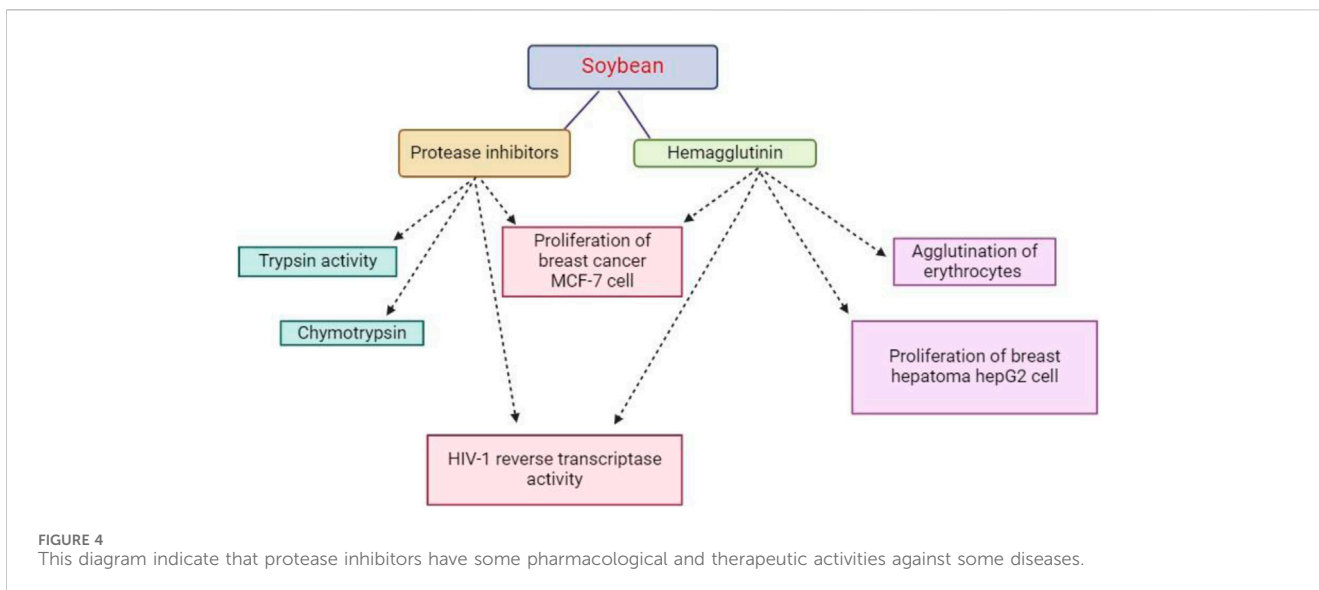 Soybean
Protease inhibitors
Hemagglutinin
Trypsin activity
Proliferation of
breast cancer
MCF-7 cell
Agglutination of
erythrocytes
Chymotrypsin
Proliferation of breast
hepatoma hepG2 cell
HIV-1 reverse transcriptase
activity
FIGURE 4
This diagram indicate that protease inhibitors have some pharmacological and therapeutic activities against some diseases.